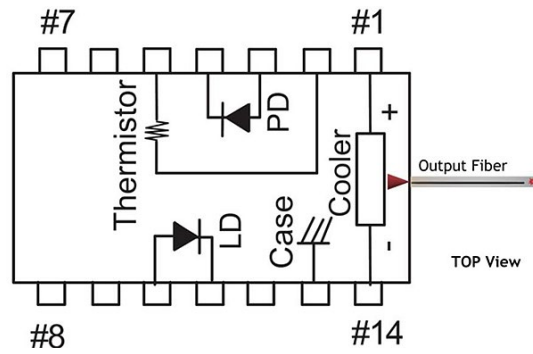 #7
#1
Thermistor
PD
Cooler
+
-
Output Fiber
LD
Case
TOP View
#8
#14